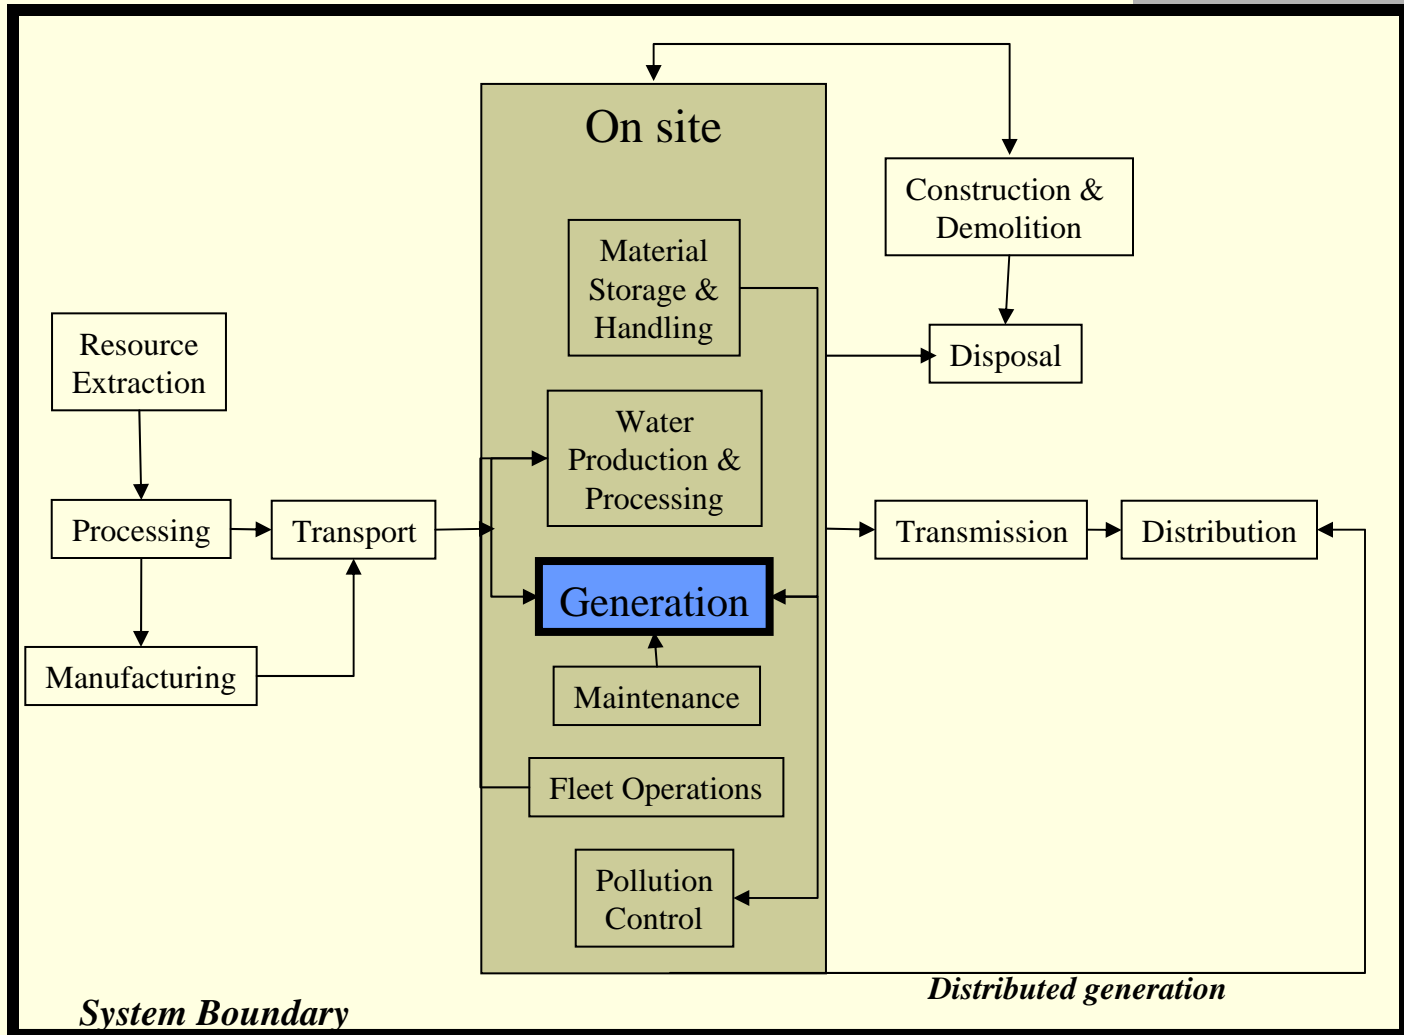 On site
Construction &
Demolition
Material
Storage &
Handling
Resource
Extraction
Disposal
Water
Production &
Processing
Processing
Transport
Transmission
Distribution
Generation
Manufacturing
Maintenance
Fleet Operations
Pollution
Control
Distributed generation
System Boundary